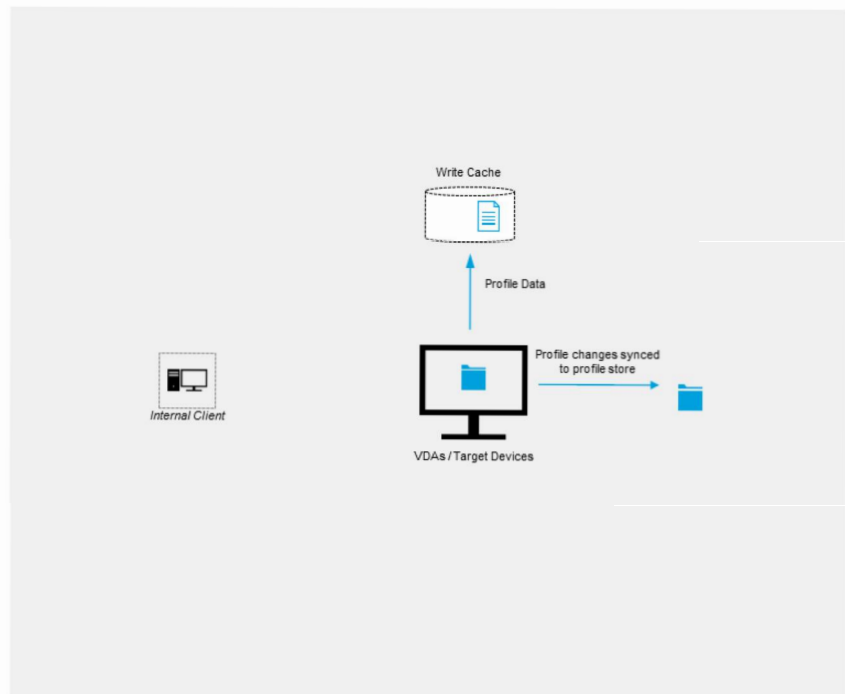 Write Cache
Profile Data
Profile changes synced
to profile store
Internal Client
VDAs / Target Devices